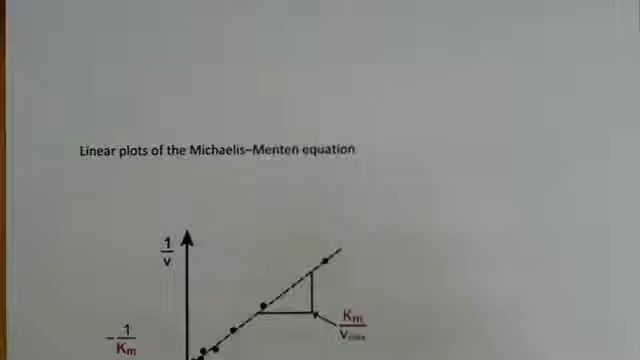 Linear plots of the Michaelis–Menten equation
1
v
Km
Vmax
-1
Km